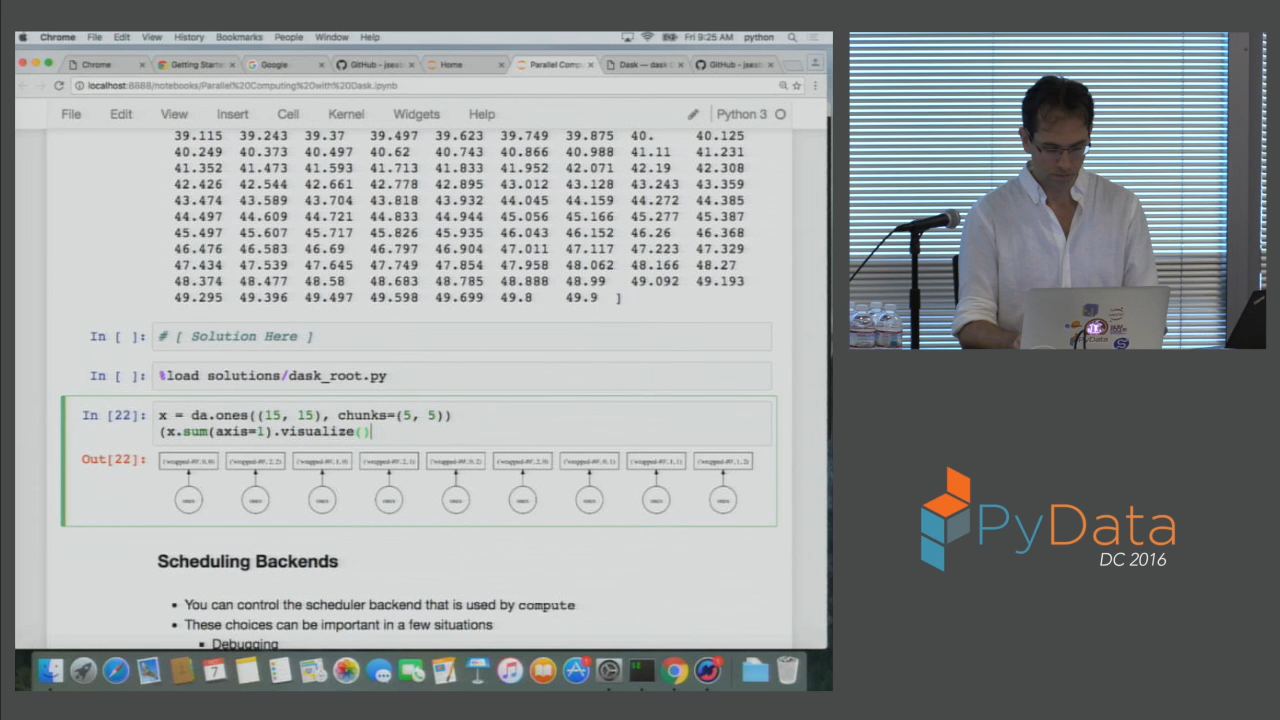 Chrome File Edit View History Bookmarks People Window Help Fri 9:25 AM python
Chrome Getting Starte Google GitHub - jseab Home Parallel Comp Dask — dask GitHub - jseab
localhost:8888/notebooks/Parallel%20Computing%20with%20Dask.ipynb
File Edit View Insert Cell Kernel Widgets Help Python 3
39.115 39.243 39.37 39.497 39.623 39.749 39.875 40. 40.125
40.249 40.373 40.497 40.62 40.743 40.866 40.988 41.11 41.231
41.352 41.473 41.593 41.713 41.833 41.952 42.071 42.19 42.308
42.426 42.544 42.661 42.778 42.895 43.012 43.128 43.243 43.359
43.474 43.589 43.704 43.818 43.932 44.045 44.159 44.272 44.385
44.497 44.609 44.721 44.833 44.944 45.056 45.166 45.277 45.387
45.497 45.607 45.717 45.826 45.935 46.043 46.152 46.26 46.368
46.476 46.583 46.69 46.797 46.904 47.011 47.117 47.223 47.329
47.434 47.539 47.645 47.749 47.854 47.958 48.062 48.166 48.27
48.374 48.477 48.58 48.683 48.785 48.888 48.99 49.092 49.193
49.295 49.396 49.497 49.598 49.699 49.8 49.9 ]
In [ ]: # [ Solution Here ]
In [ ]: %load solutions/dask_root.py
In [22]: x = da.ones((15, 15), chunks=(5, 5))
(x.sum(axis=1).visualize()
Out[22]:
Scheduling Backends
• You can control the scheduler backend that is used by compute
• These choices can be important in a few situations
▪ Debugging
7
PyData
PyData
DC 2016